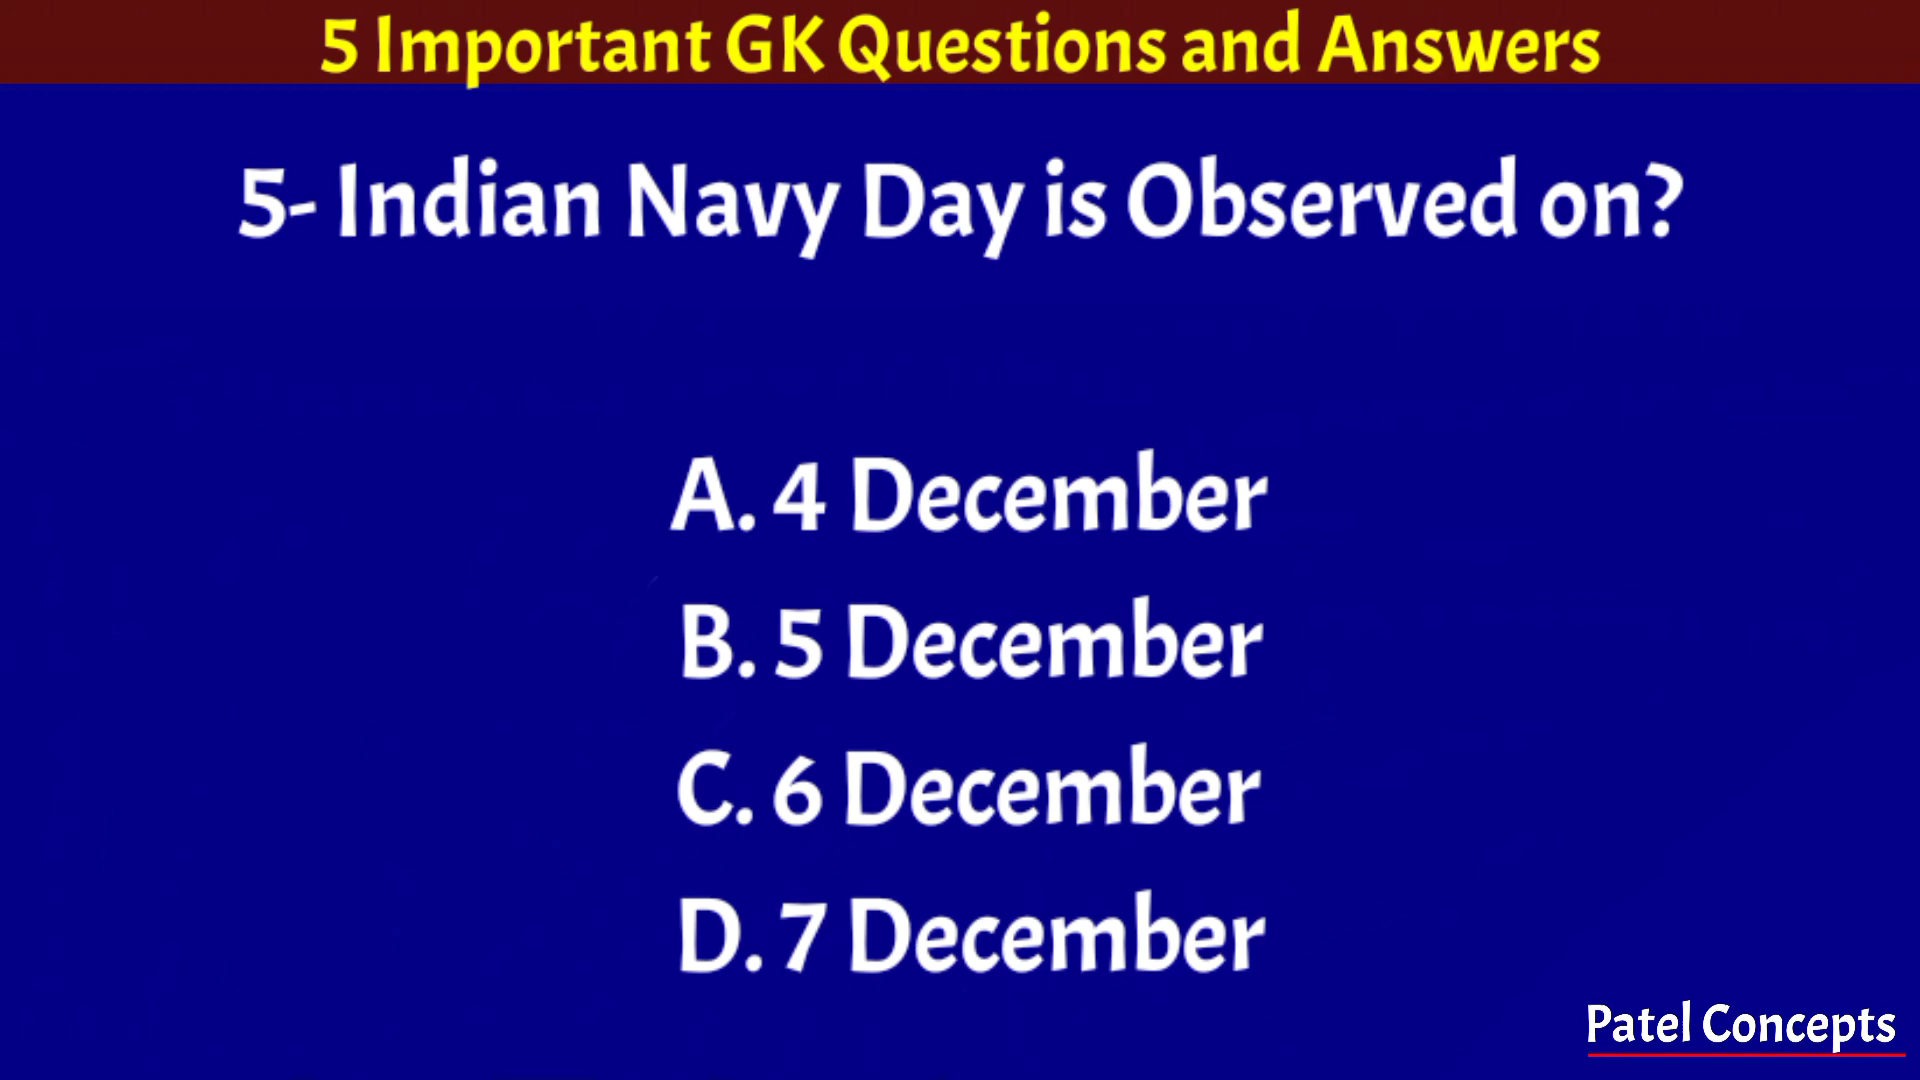 5 Important GK Questions and Answers
5- Indian Navy Day is Observed on?
A. 4 December
B. 5 December
C. 6 December
D. 7 December
Patel Concepts